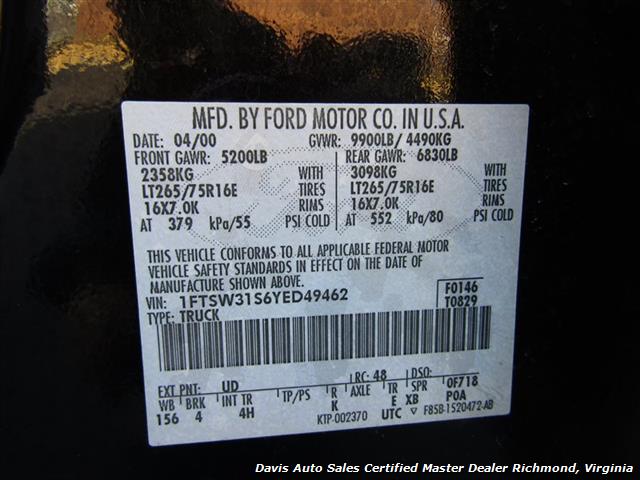 MFD. BY FORD MOTOR CO. IN U.S.A.
DATE: 04/00 GVWR: 9900LB/ 4490KG
FRONT GAWR: 5200LB REAR GAWR: 6830LB
2358KG WITH 3098KG WITH
LT265/75R16E TIRES LT265/75R16E TIRES
16X7.0K RIMS 16X7.0K RIMS
AT 379 kPa/55 PSI COLD AT 552 kPa/80 PSI COLD
THIS VEHICLE CONFORMS TO ALL APPLICABLE FEDERAL MOTOR
VEHICLE SAFETY STANDARDS IN EFFECT ON THE DATE OF
MANUFACTURE SHOWN ABOVE.
VIN: 1FTSW31S6YED49462 F0146
TYPE: TRUCK T0829
EXT PNT: UD RC: 48 DSO:
WB BRK INT TR TP/PS R AXLE TR SPR 0F718
156 4 4H K E XB POA
KTP-002370 UTC ▽ F85B-1520472-AB
Davis Auto Sales Certified Master Dealer Richmond, Virginia